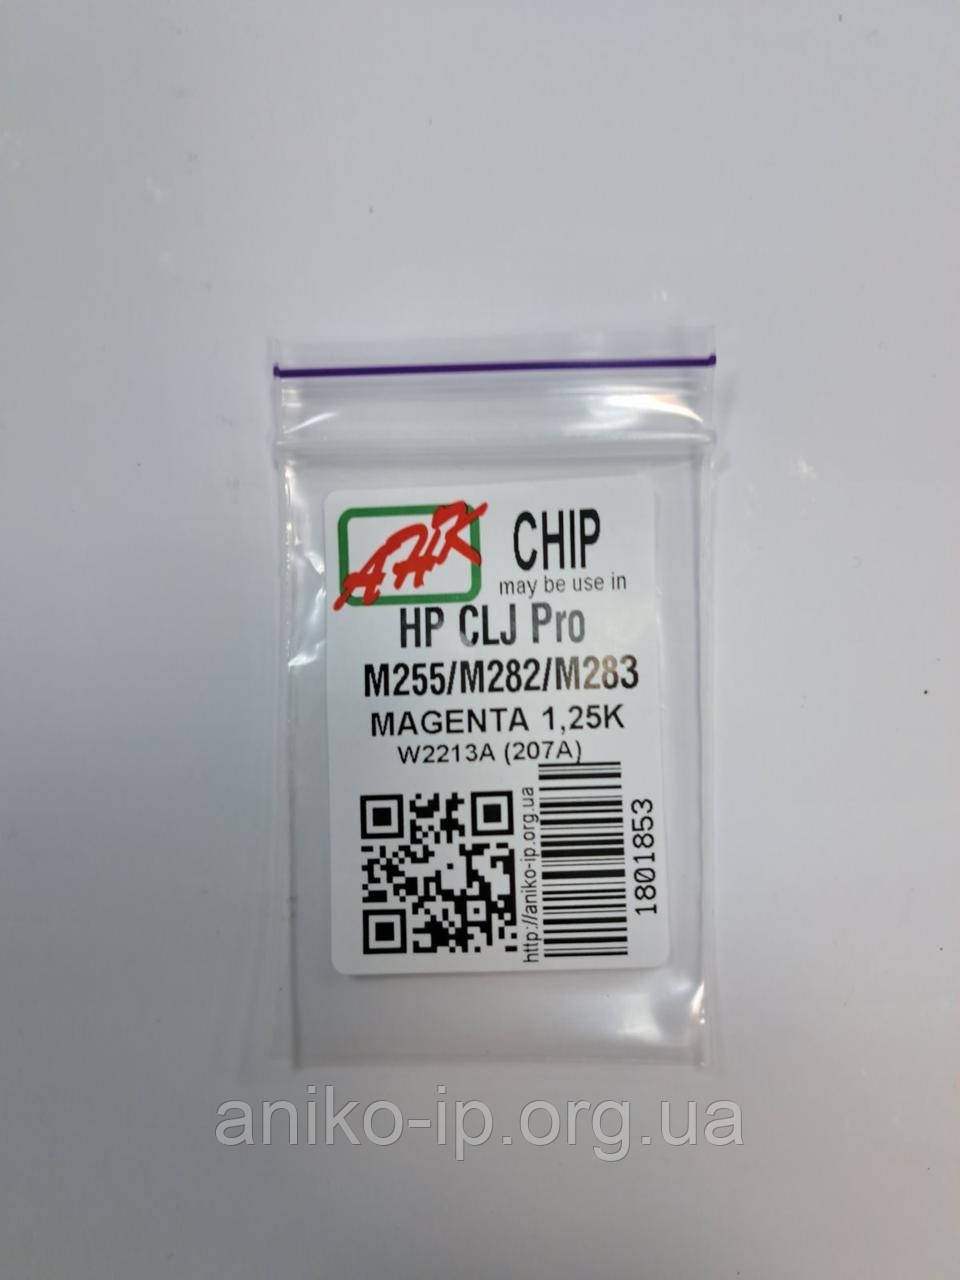 АНК
CHIP
may be use in
HP CLJ Pro
M255/M282/M283
MAGENTA 1,25K
W2213A (207A)
http://aniko-ip.org.ua
1801853
aniko-ip.org.ua